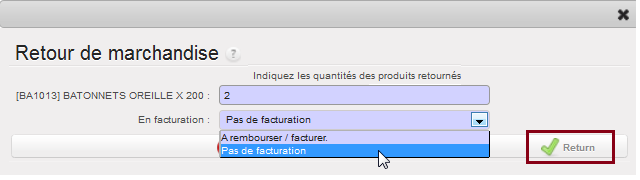 Retour de marchandise ?
Indiquez les quantités des produits retournés
[BA1013] BATONNETS OREILLE X 200 : 2
En facturation : Pas de facturation
A rembourser / facturer.
Pas de facturation
Return